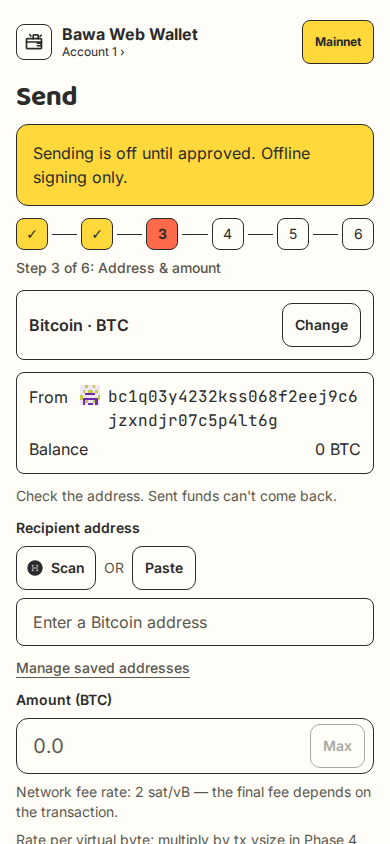 Bawa Web Wallet
Account 1 ›
Mainnet
Send
Sending is off until approved. Offline
signing only.
✓ ✓ 3 4 5 6
Step 3 of 6: Address & amount
Bitcoin · BTC
Change
From bc1q03y4232kss068f2eej9c6
jzxndjr07c5p4lt6g
Balance 0 BTC
Check the address. Sent funds can't come back.
Recipient address
Scan OR Paste
Enter a Bitcoin address
Manage saved addresses
Amount (BTC)
0.0 Max
Network fee rate: 2 sat/vB — the final fee depends on
the transaction.
Rate per virtual byte; multiply by tx vsize in Phase 4